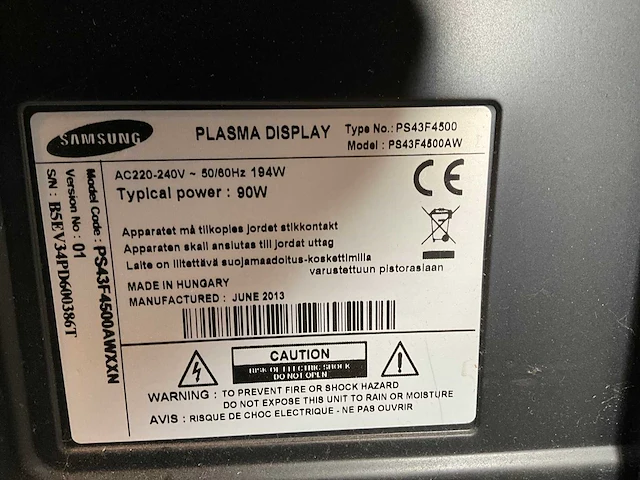 SAMSUNG
PLASMA DISPLAY
Type No.: PS43F4500
Model : PS43F4500AW
AC220-240V ~ 50/60Hz 194W
Typical power : 90W
CE
Apparatet må tilkoples jordet stikkontakt
Apparaten skall anslutas till jordat uttag
Laite on liitettävä suojamaadoitus-koskettimilla
varustettuun pistorasiaan
MADE IN HUNGARY
MANUFACTURED : JUNE 2013
CAUTION
RISK OF ELECTRIC SHOCK
DO NOT OPEN
WARNING : TO PREVENT FIRE OR SHOCK HAZARD
DO NOT EXPOSE THIS UNIT TO RAIN OR MOISTURE
AVIS : RISQUE DE CHOC ELECTRIQUE - NE PAS OUVRIR
Model Code : PS43F4500AWXXN
Version No : 01
S/N : B5EV34PD600386T